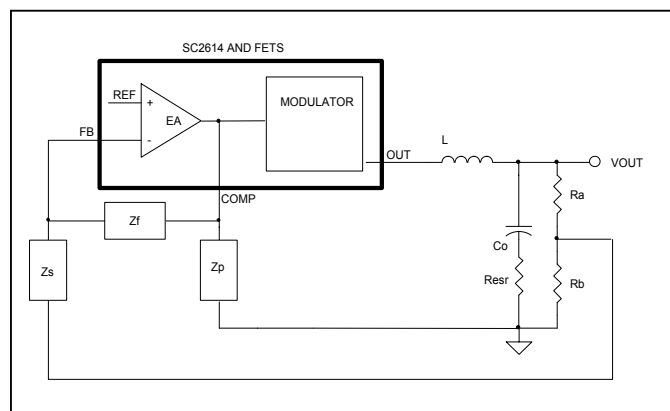 SC2614 AND FETS
REF
+
EA
-
FB
MODULATOR
OUT
COMP
L
VOUT
Ra
Co
Resr
Rb
Zf
Zs
Zp